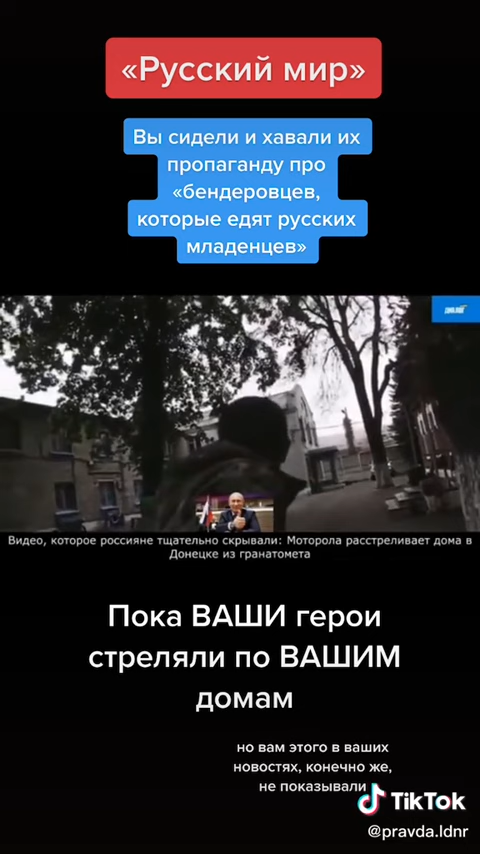 «Русский мир»
Вы сидели и хавали их
пропаганду про
«бендеровцев,
которые едят русских
младенцев»
Видео, которое россияне тщательно скрывали: Моторола расстреливает дома в
Донецке из гранатомета
Пока ВАШИ герои
стреляли по ВАШИМ
домам
но вам этого в ваших
новостях, конечно же,
не показывали
TikTok
@pravda.ldnr